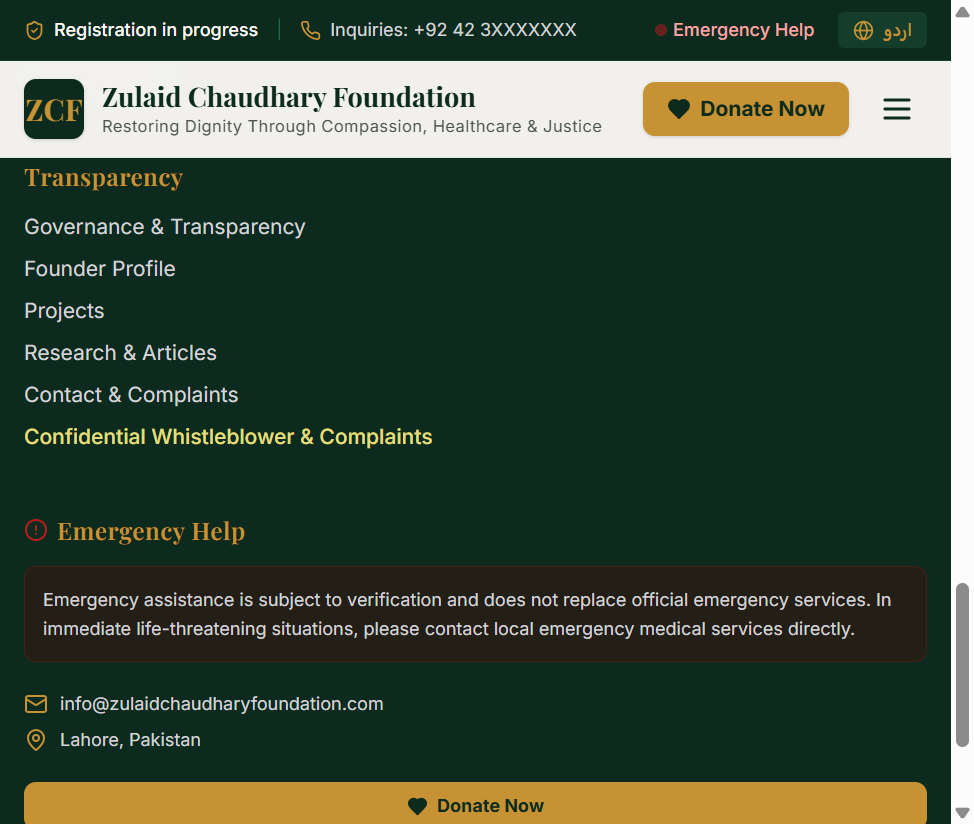 Registration in progress
Inquiries: +92 42 3XXXXXXX
Emergency Help
اردو
ZCF
Zulaid Chaudhary Foundation
Restoring Dignity Through Compassion, Healthcare & Justice
Donate Now
Transparency
Governance & Transparency
Founder Profile
Projects
Research & Articles
Contact & Complaints
Confidential Whistleblower & Complaints
Emergency Help
Emergency assistance is subject to verification and does not replace official emergency services. In
immediate life-threatening situations, please contact local emergency medical services directly.
info@zulaidchaudharyfoundation.com
Lahore, Pakistan
Donate Now